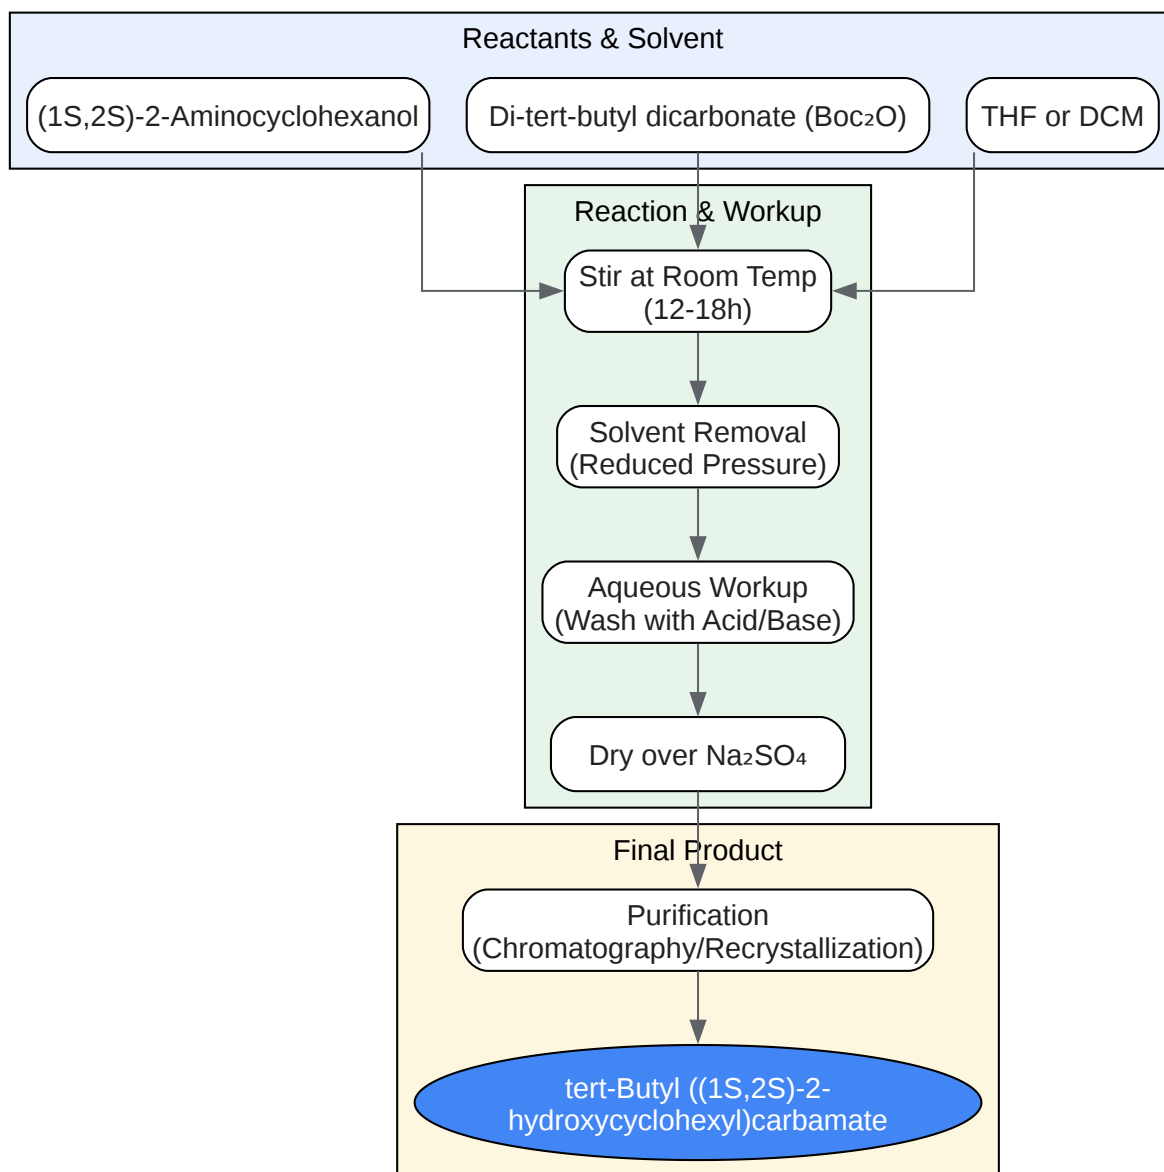 Reactants & Solvent
(1S,2S)-2-Aminocyclohexanol
Di-tert-butyl dicarbonate (Boc₂O)
THF or DCM
Reaction & Workup
Stir at Room Temp
(12-18h)
Solvent Removal
(Reduced Pressure)
Aqueous Workup
(Wash with Acid/Base)
Dry over Na₂SO₄
Final Product
Purification
(Chromatography/Recrystallization)
tert-Butyl ((1S,2S)-2-
hydroxycyclohexyl)carbamate